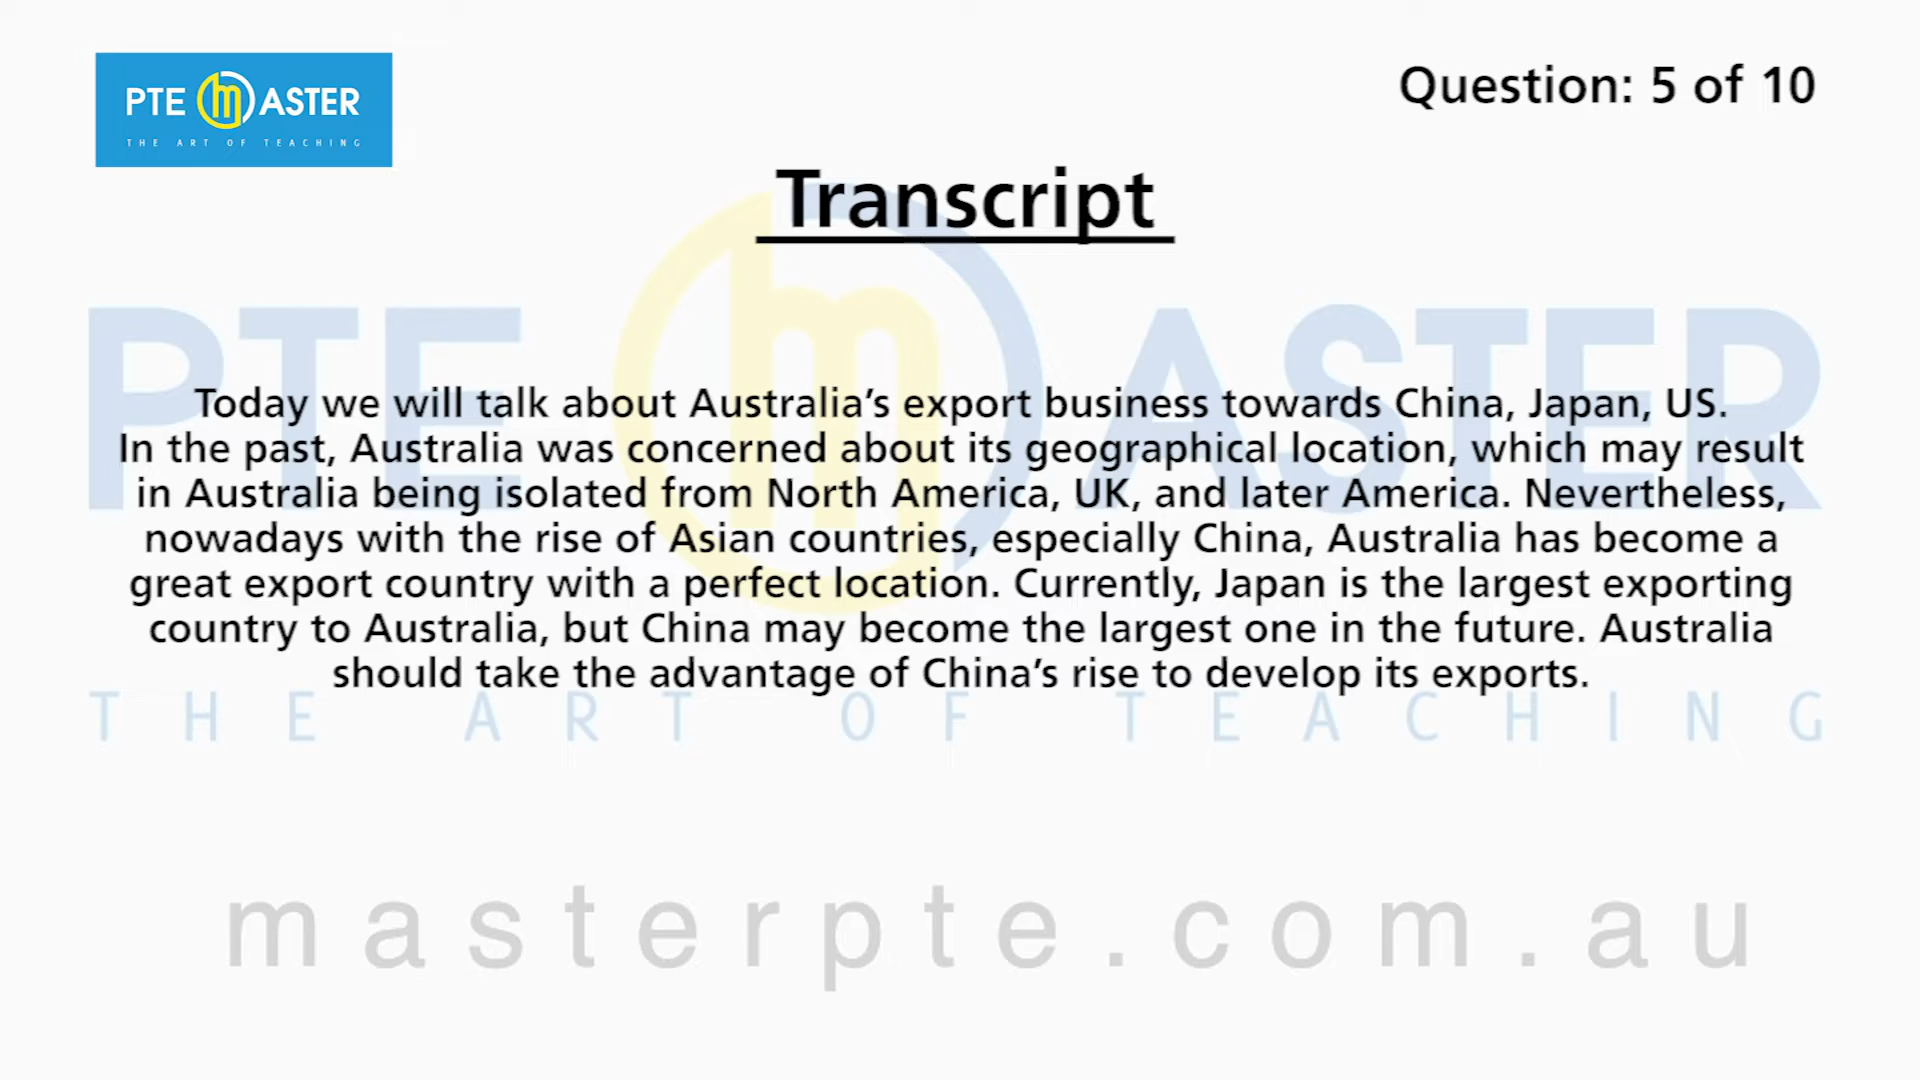 PTE MASTER
THE ART OF TEACHING
Question: 5 of 10
Transcript
PTE MASTER
Today we will talk about Australia’s export business towards China, Japan, US.
In the past, Australia was concerned about its geographical location, which may result
in Australia being isolated from North America, UK, and later America. Nevertheless,
nowadays with the rise of Asian countries, especially China, Australia has become a
great export country with a perfect location. Currently, Japan is the largest exporting
country to Australia, but China may become the largest one in the future. Australia
should take the advantage of China’s rise to develop its exports.
THE ART OF TEACHING
masterpte.com.au